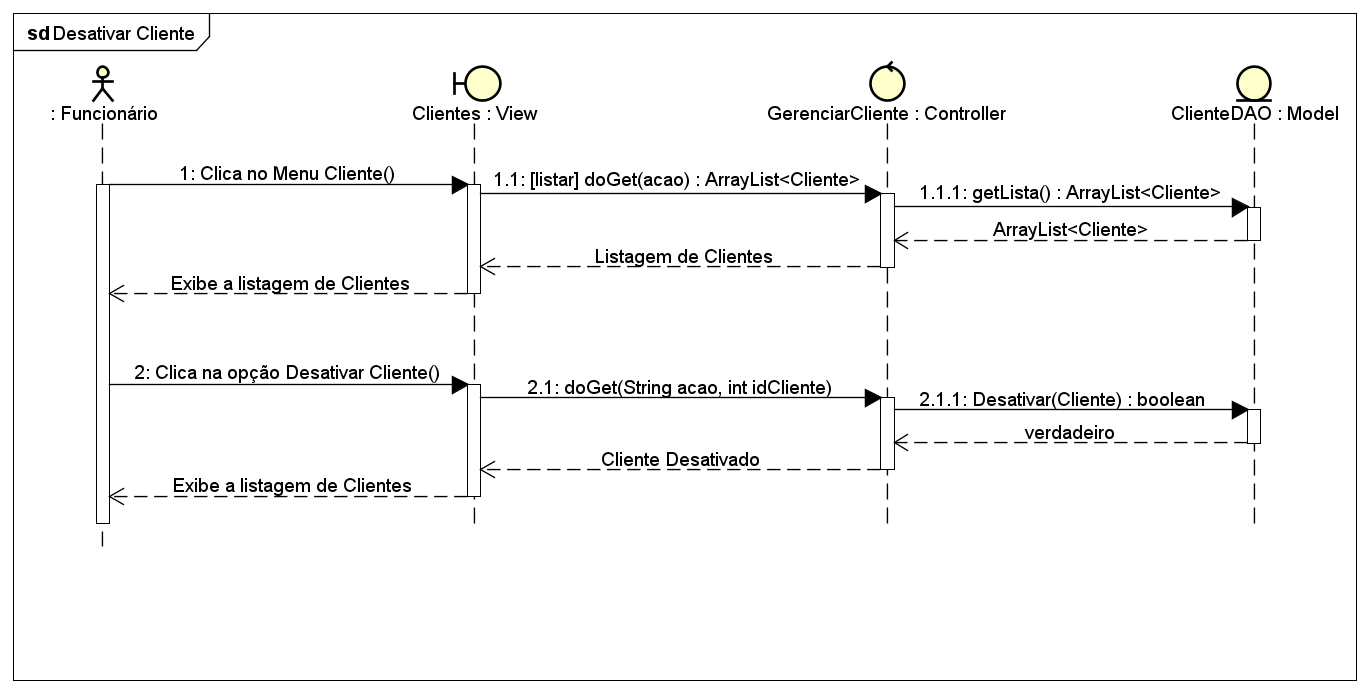 sd Desativar Cliente
: Funcionário
Clientes : View
GerenciarCliente : Controller
ClienteDAO : Model
1: Clica no Menu Cliente()
1.1: [listar] doGet(acao) : ArrayList<Cliente>
1.1.1: getLista() : ArrayList<Cliente>
ArrayList<Cliente>
Listagem de Clientes
Exibe a listagem de Clientes
2: Clica na opção Desativar Cliente()
2.1: doGet(String acao, int idCliente)
2.1.1: Desativar(Cliente) : boolean
verdadeiro
Cliente Desativado
Exibe a listagem de Clientes